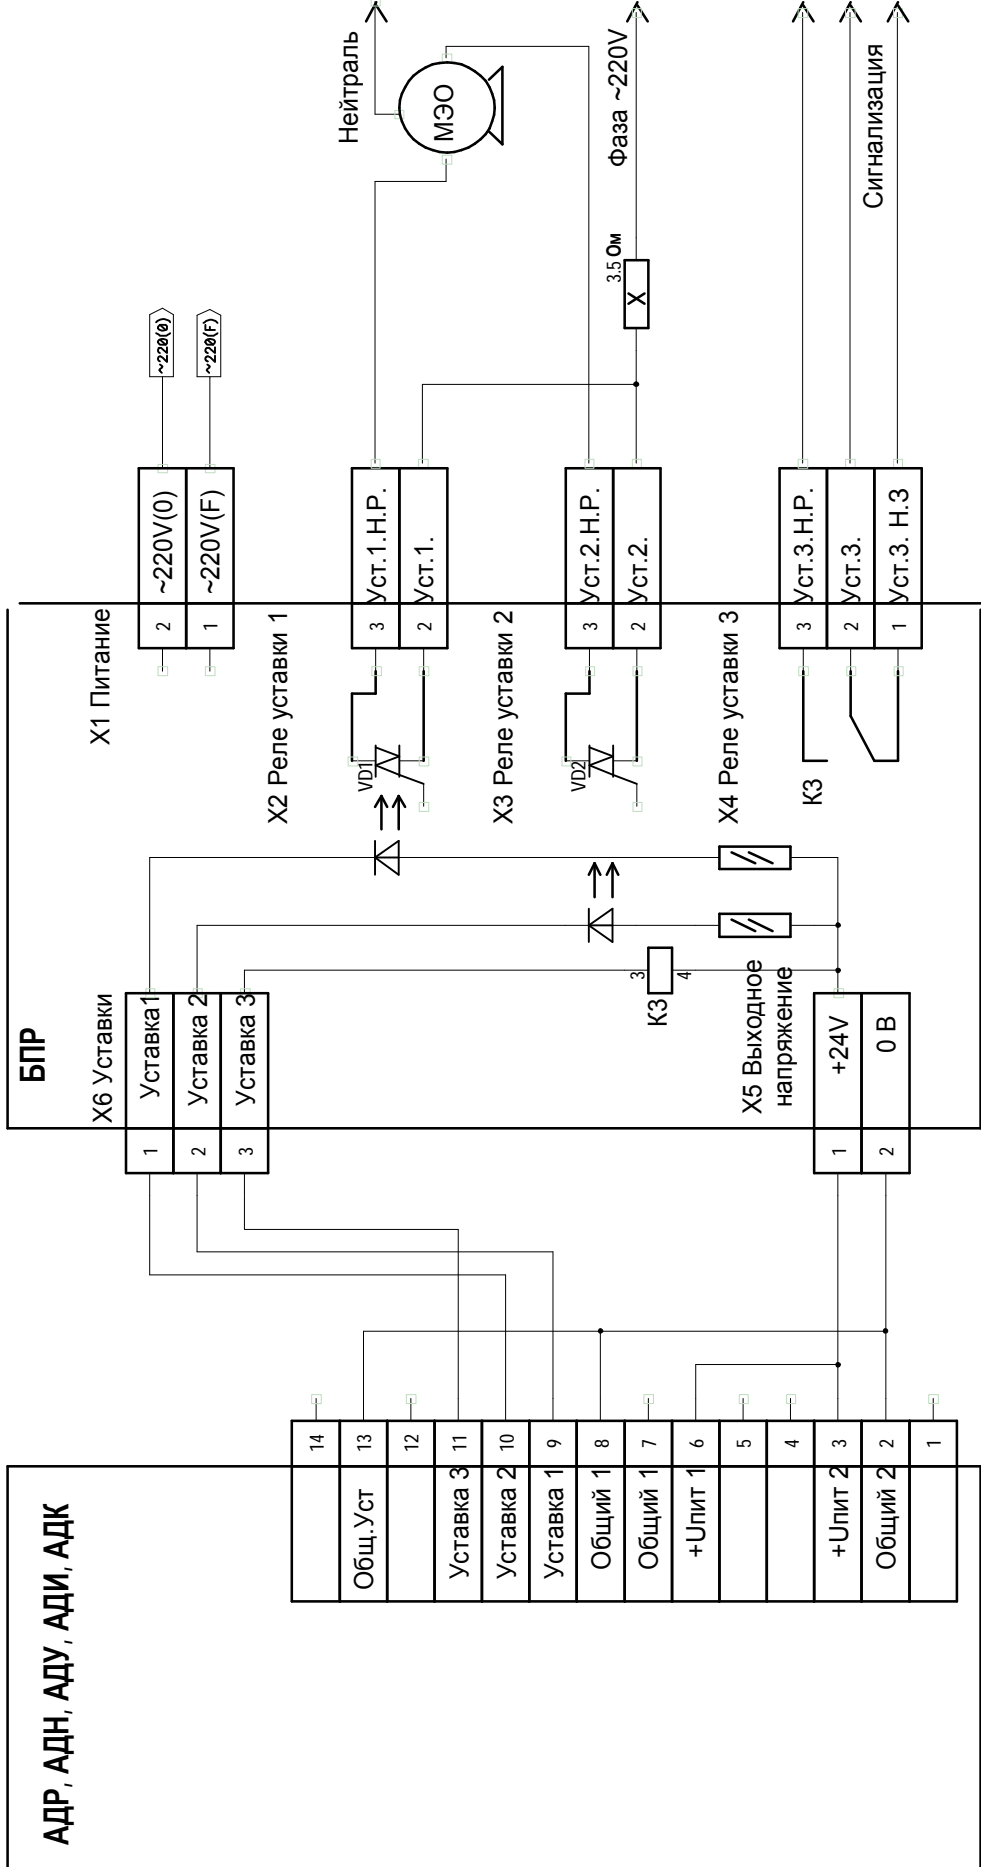 АДР, АДН, АДУ, АДИ, АДК
14
13 Общ.Уст
12
11 Уставка 3
10 Уставка 2
9 Уставка 1
8 Общий 1
7 Общий 1
6 +Uпит 1
5
4
3 +Uпит 2
2 Общий 2
1
БПР
X6 Уставки
1 Уставка1
2 Уставка 2
3 Уставка 3
X5 Выходное
напряжение
1 +24V
2 0 В
К3
3
4
X1 Питание
2 ~220V(0)
1 ~220V(F)
~220(0)
~220(F)
X2 Реле уставки 1
VD1
3 Уст.1.Н.Р.
2 Уст.1.
X3 Реле уставки 2
VD2
3 Уст.2.Н.Р.
2 Уст.2.
X4 Реле уставки 3
К3
3 Уст.3.Н.Р.
2 Уст.3.
1 Уст.3. Н.З
Нейтраль
МЭО
Фаза ~220V
3.5 Ом
X
Сигнализация